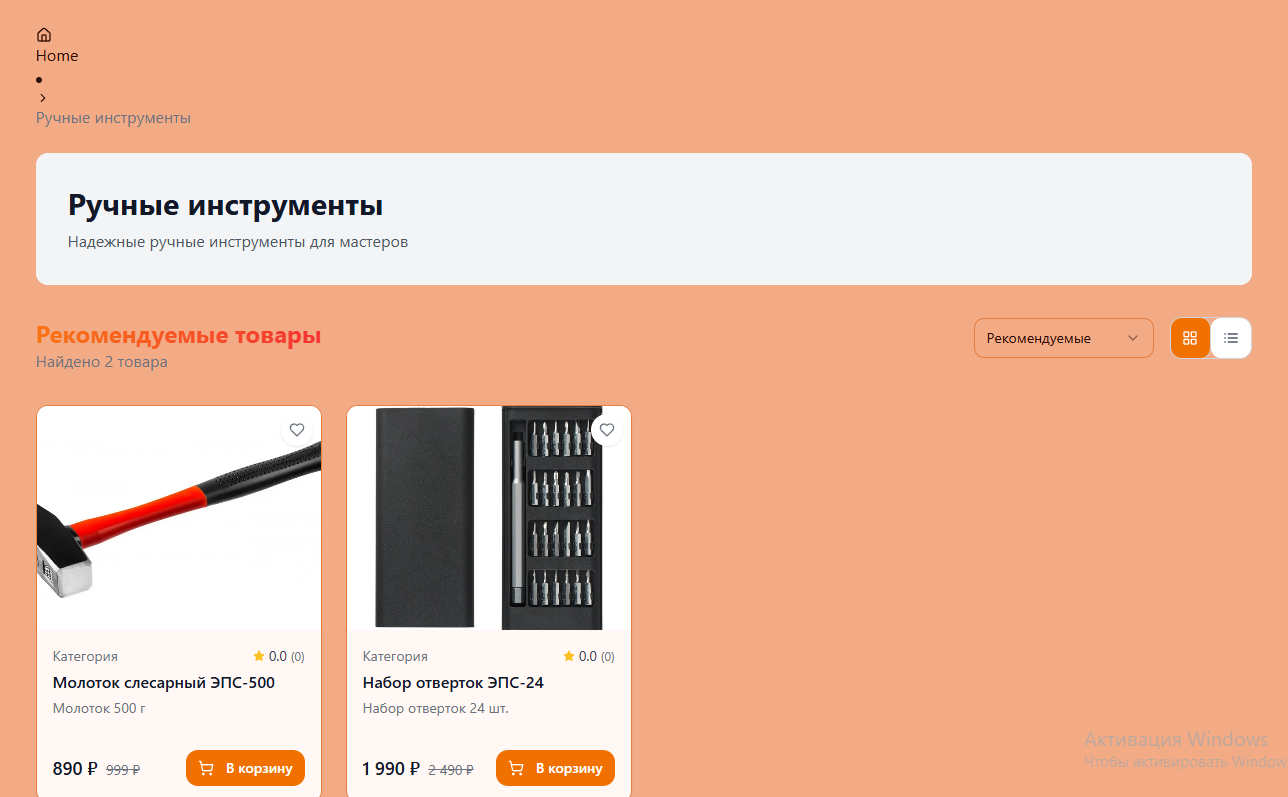 Home
Ручные инструменты
Ручные инструменты
Надежные ручные инструменты для мастеров
Рекомендуемые товары
Найдено 2 товара
Рекомендуемые
Категория 0.0 (0)
Молоток слесарный ЭПС-500
Молоток 500 г
890 ₽ 999 ₽ В корзину
Категория 0.0 (0)
Набор отверток ЭПС-24
Набор отверток 24 шт.
1 990 ₽ 2 490 ₽ В корзину
Активация Windows
Чтобы активировать Window